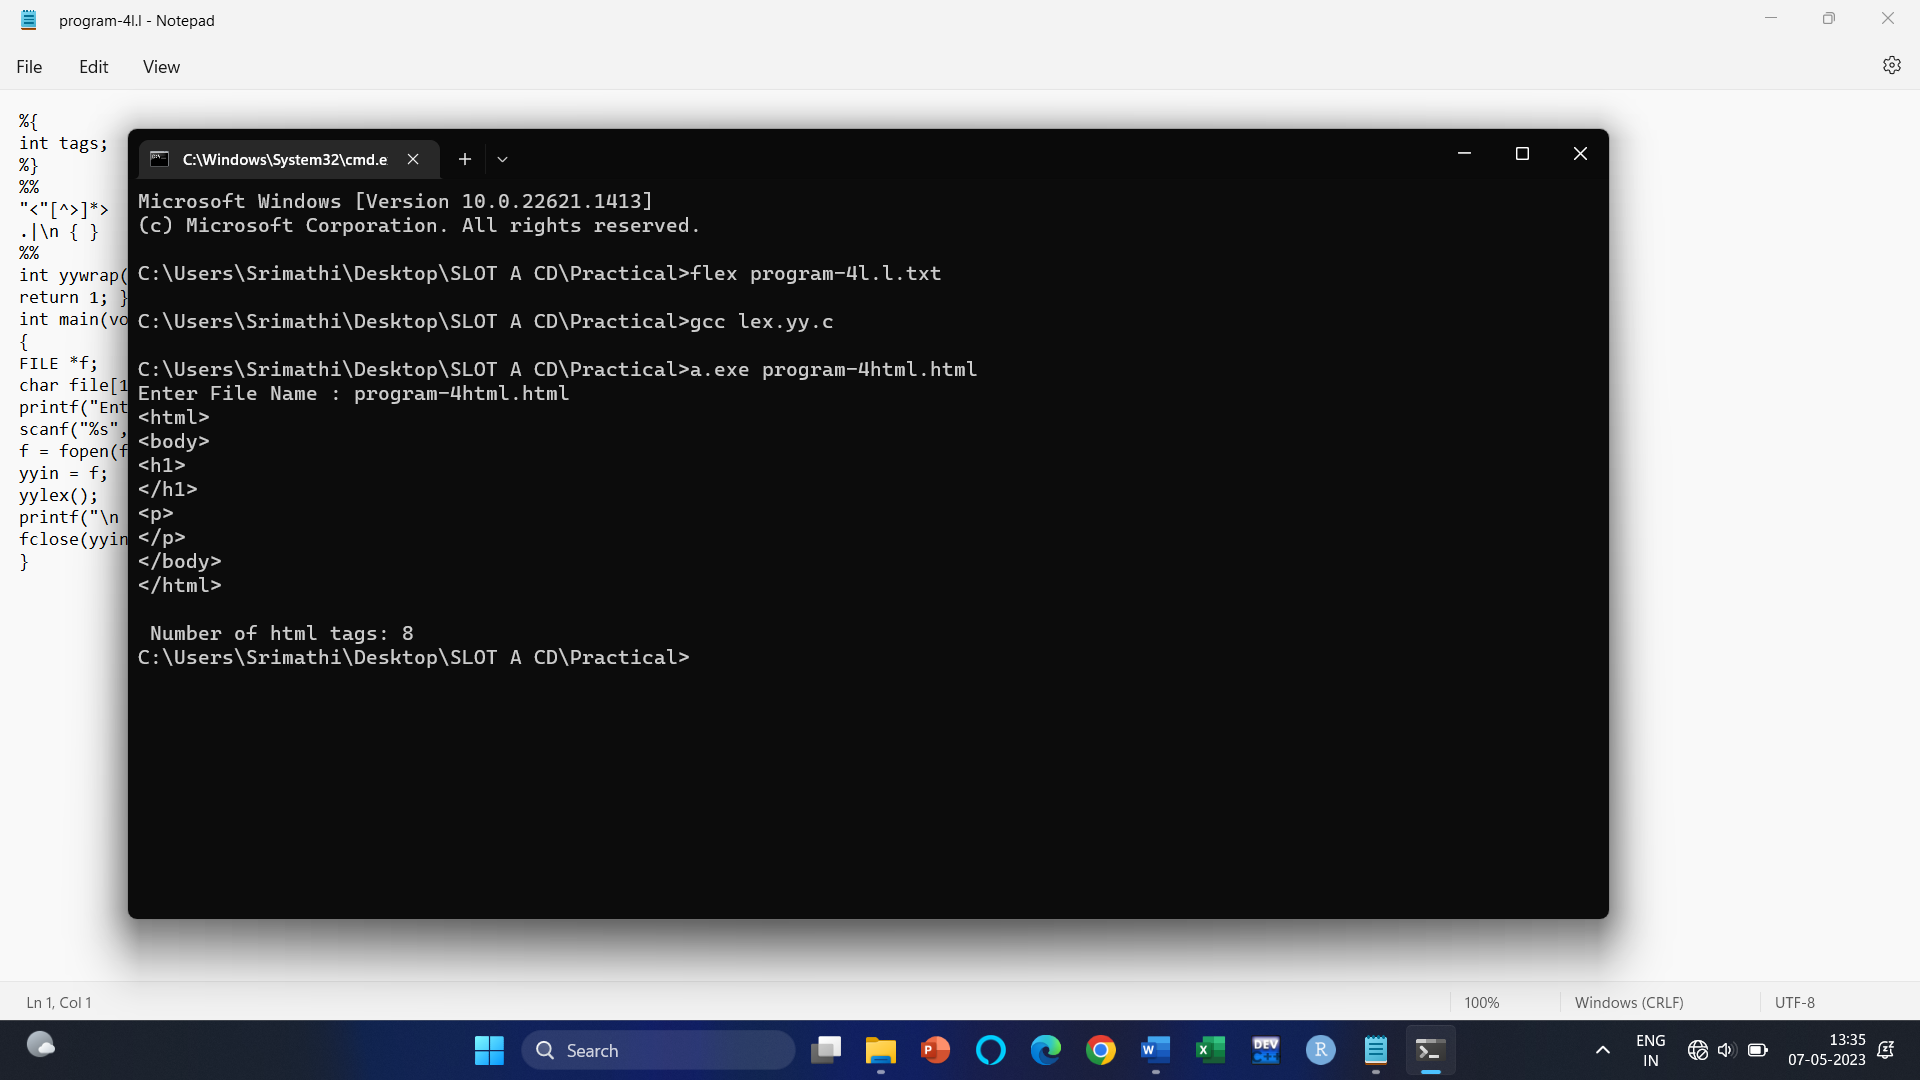 program-4l.l - Notepad
File Edit View
%{
int tags;
%}
%%
"<"[^>]*>
.|\n { }
%%
int yywrap(
return 1; }
int main(vo
{
FILE *f;
char file[1
printf("Ent
scanf("%s",
f = fopen(f
yyin = f;
yylex();
printf("\n
fclose(yyin
}
C:\Windows\System32\cmd.e
Microsoft Windows [Version 10.0.22621.1413]
(c) Microsoft Corporation. All rights reserved.
C:\Users\Srimathi\Desktop\SLOT A CD\Practical>flex program-4l.l.txt
C:\Users\Srimathi\Desktop\SLOT A CD\Practical>gcc lex.yy.c
C:\Users\Srimathi\Desktop\SLOT A CD\Practical>a.exe program-4html.html
Enter File Name : program-4html.html
<html>
<body>
<h1>
</h1>
<p>
</p>
</body>
</html>
Number of html tags: 8
C:\Users\Srimathi\Desktop\SLOT A CD\Practical>
Ln 1, Col 1 100% Windows (CRLF) UTF-8
Search
P
W
X
DEV
C++
R
ENG
IN
13:35
07-05-2023